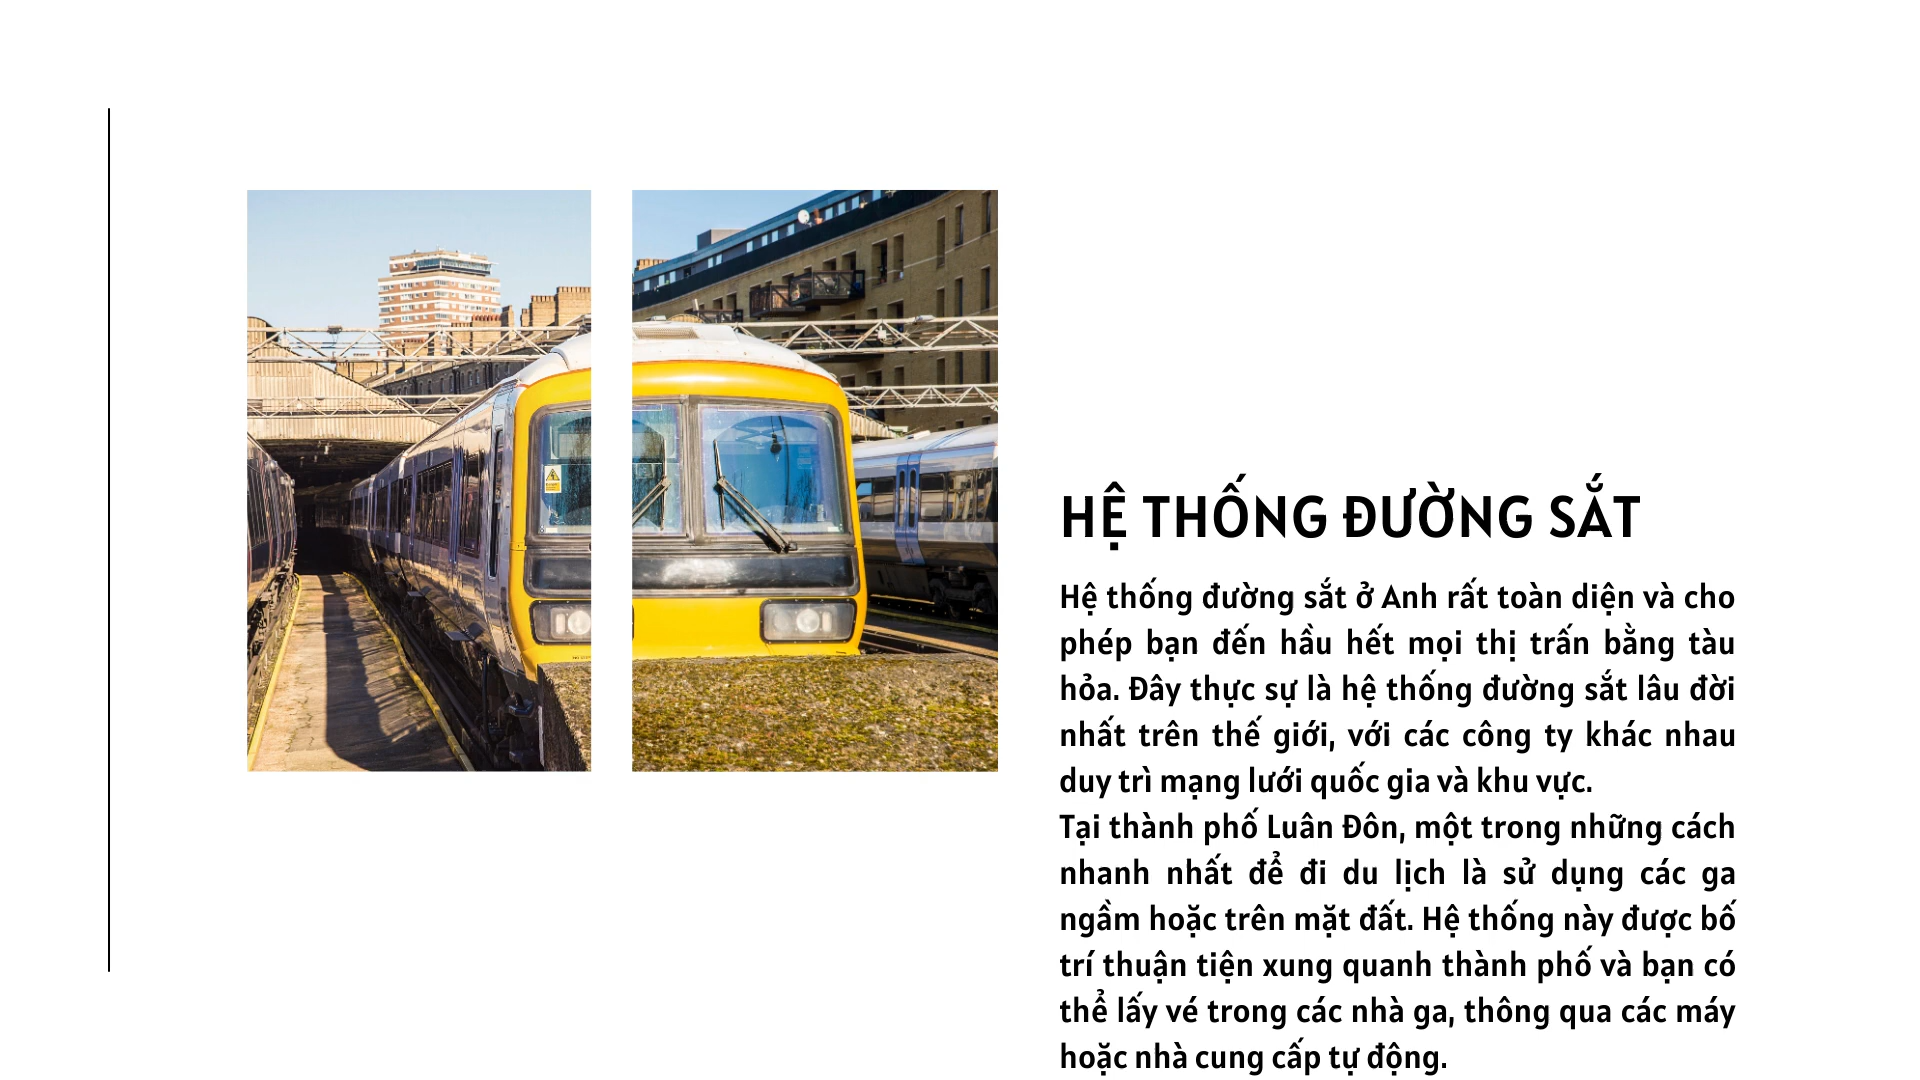 HỆ THỐNG ĐƯỜNG SẮT
Hệ thống đường sắt ở Anh rất toàn diện và cho
phép bạn đến hầu hết mọi thị trấn bằng tàu
hỏa. Đây thực sự là hệ thống đường sắt lâu đời
nhất trên thế giới, với các công ty khác nhau
duy trì mạng lưới quốc gia và khu vực.
Tại thành phố Luân Đôn, một trong những cách
nhanh nhất để đi du lịch là sử dụng các ga
ngầm hoặc trên mặt đất. Hệ thống này được bố
trí thuận tiện xung quanh thành phố và bạn có
thể lấy vé trong các nhà ga, thông qua các máy
hoặc nhà cung cấp tự động.